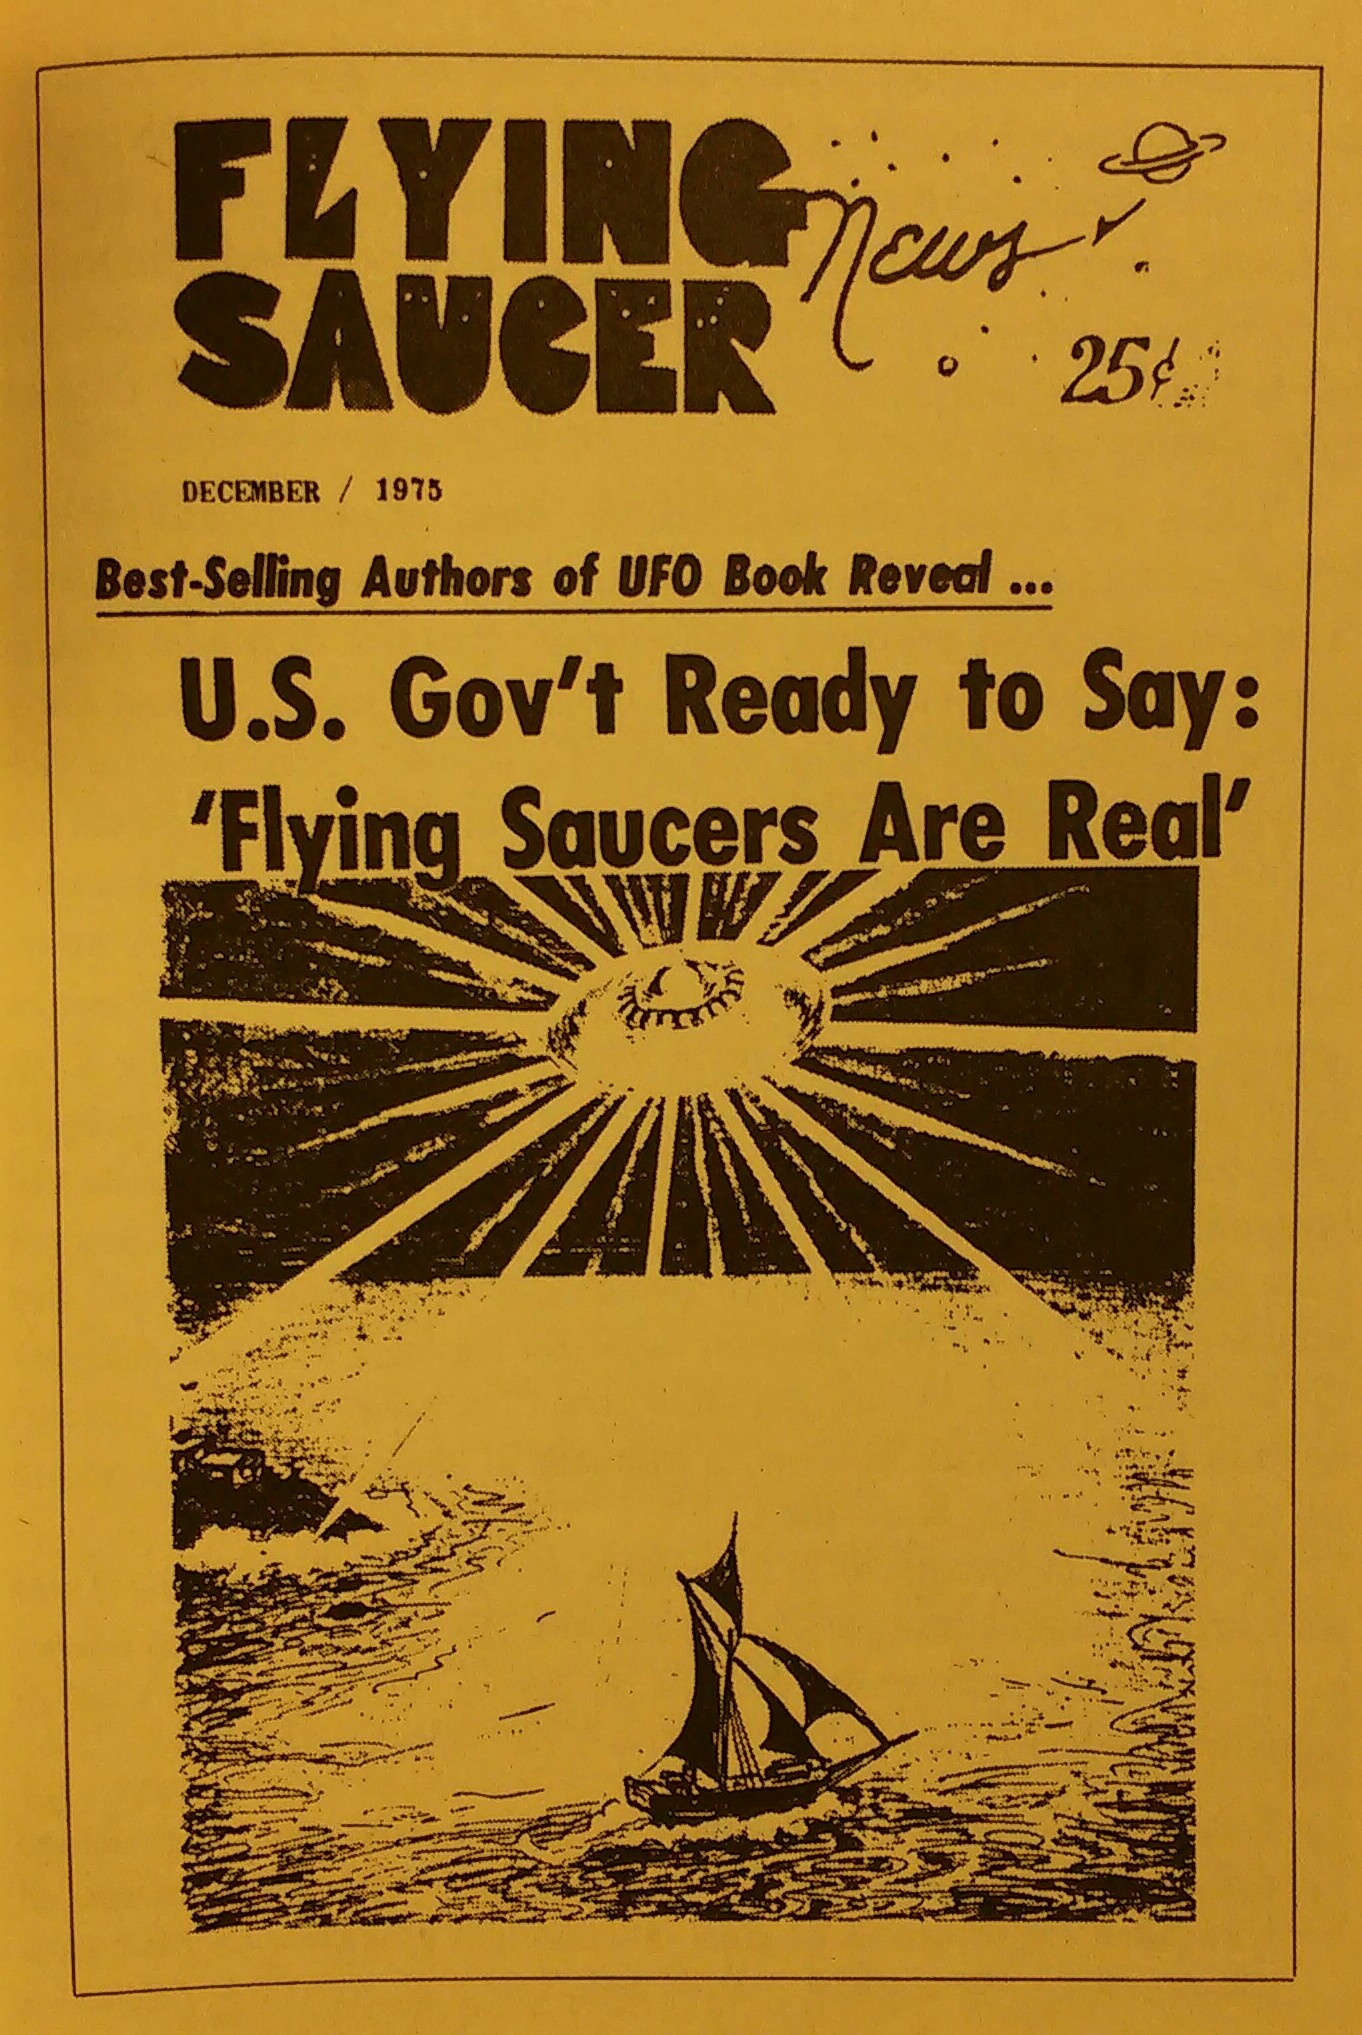 FLYING News
SAUCER
25¢
DECEMBER / 1975
Best-Selling Authors of UFO Book Reveal ...
U.S. Gov't Ready to Say:
'Flying Saucers Are Real'